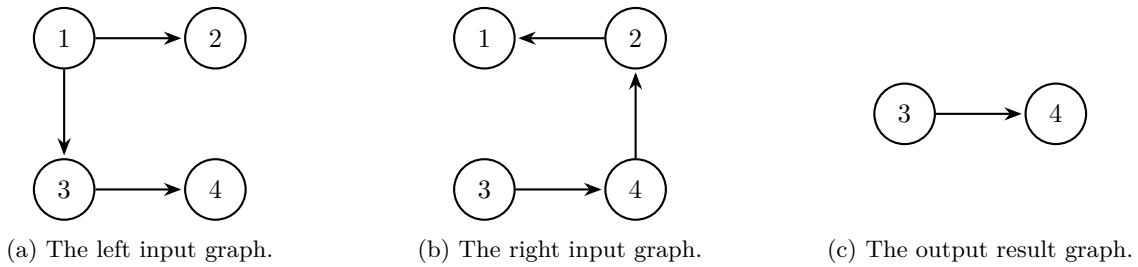 1 2 1 2
3 4
3 4 3 4
(a) The left input graph. (b) The right input graph. (c) The output result graph.